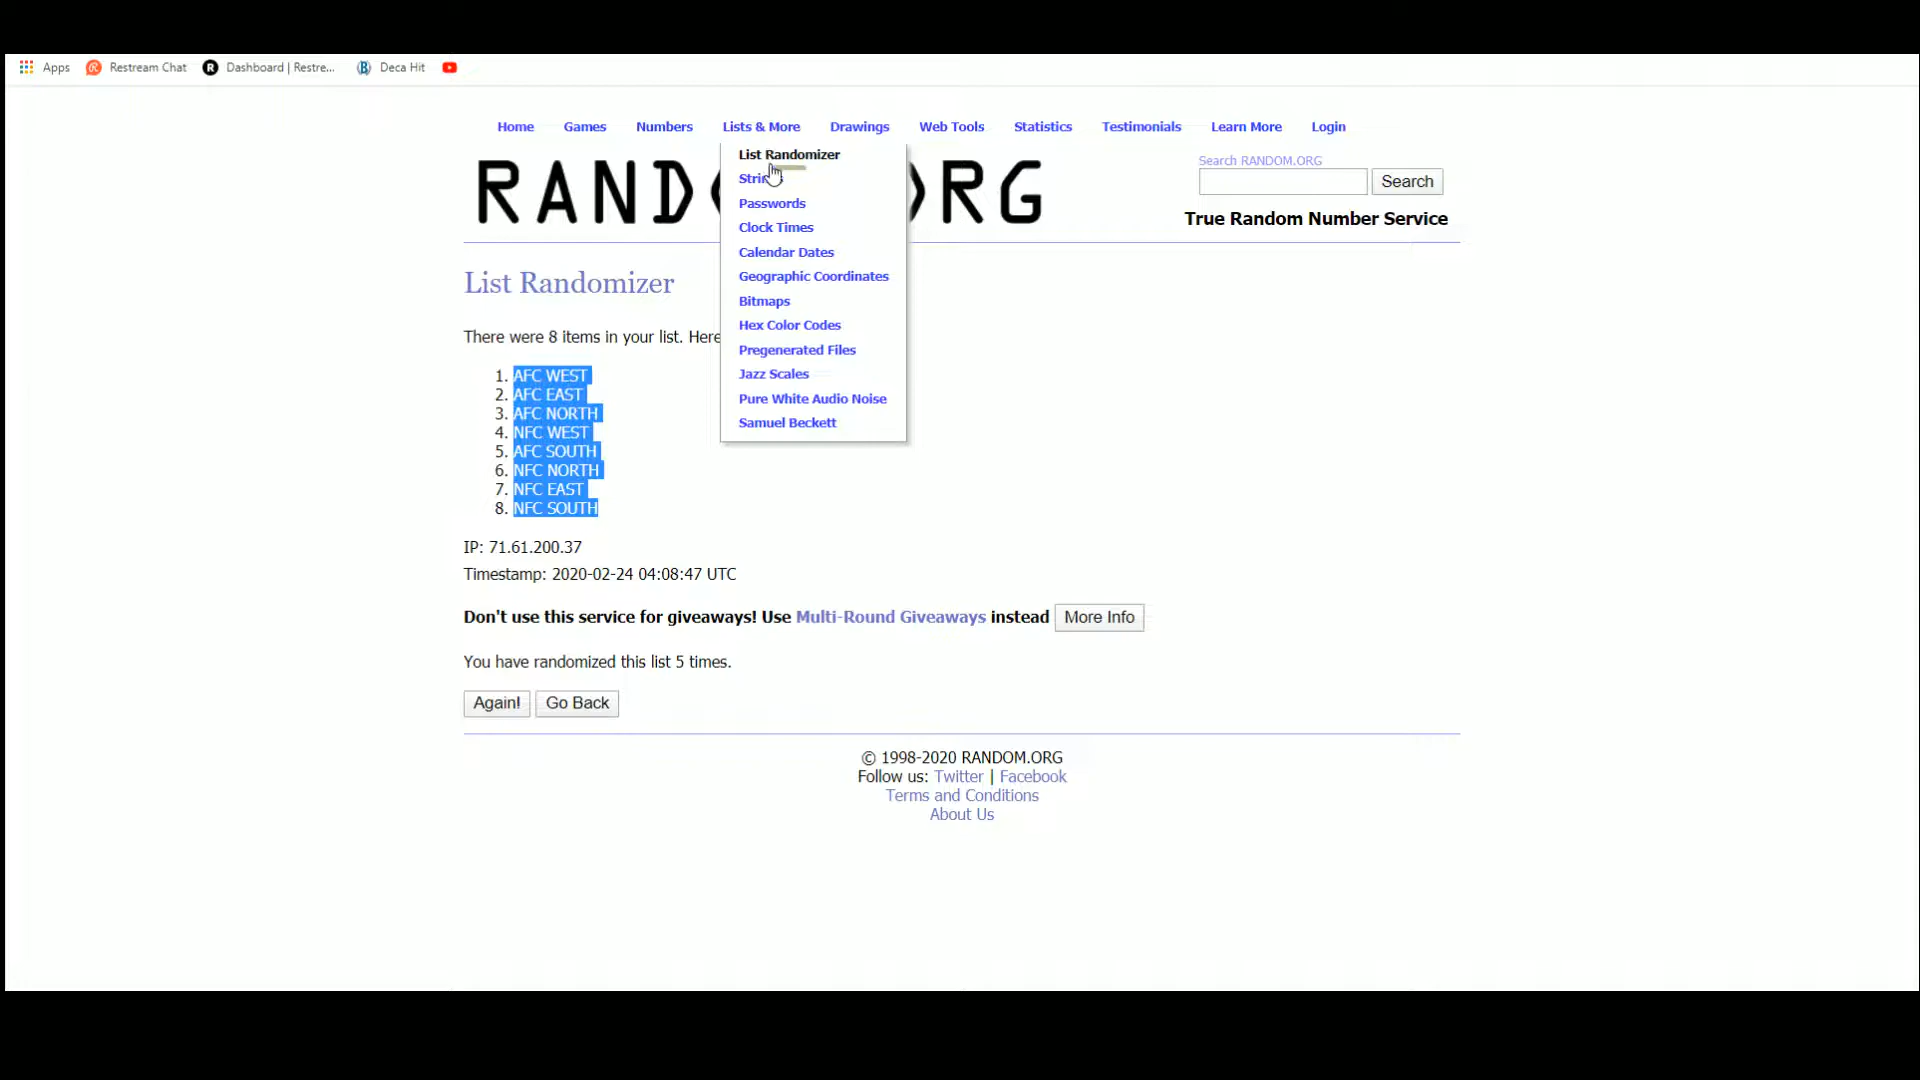 Apps Restream Chat Dashboard | Restre... Deca Hit
Home Games Numbers Lists & More Drawings Web Tools Statistics Testimonials Learn More Login
List Randomizer
Passwords
Clock Times
Calendar Dates
Geographic Coordinates
Bitmaps
Hex Color Codes
Pregenerated Files
Jazz Scales
Pure White Audio Noise
Samuel Beckett
Search RANDOM.ORG
Search
True Random Number Service
List Randomizer
There were 8 items in your list. Here
1. AFC WEST
2. AFC EAST
3. AFC NORTH
4. NFC WEST
5. AFC SOUTH
6. NFC NORTH
7. NFC EAST
8. NFC SOUTH
IP: 71.61.200.37
Timestamp: 2020-02-24 04:08:47 UTC
Don't use this service for giveaways! Use Multi-Round Giveaways instead More Info
You have randomized this list 5 times.
Again! Go Back
© 1998-2020 RANDOM.ORG
Follow us: Twitter | Facebook
Terms and Conditions
About Us